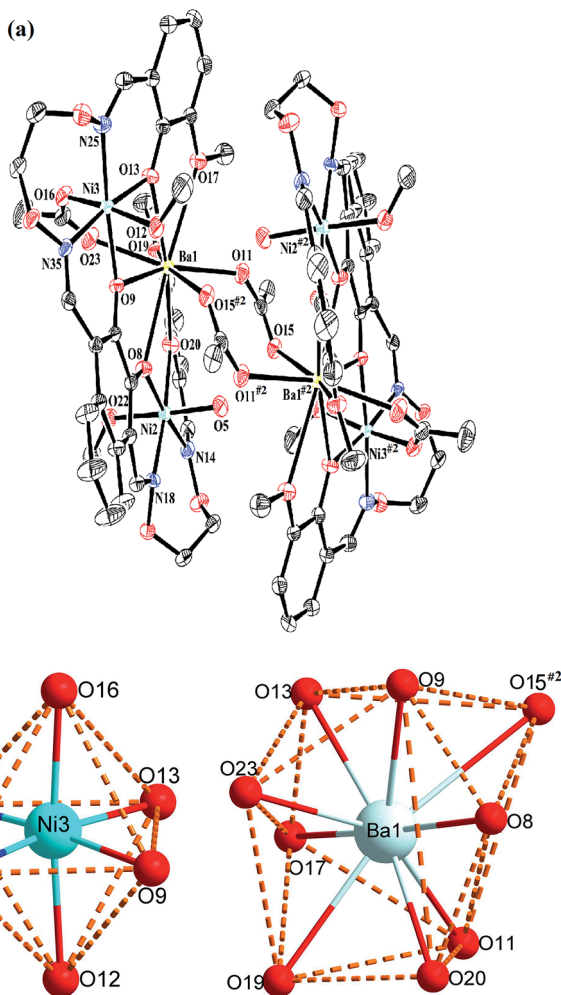 (a)
N25
O13
O17
O16
Ni3
O12
O19
O23
Ba1
O11
Ni2#2
N35
O9
O15#2
O15
O8
O20
O11#2
Ba1#2
O22
O5
Ni2
N14
Ni3#2
N18
O16
O13
O9
O15#2
O13
O23
Ni3
Ba1
O8
O17
O9
O11
O12
O19
O20